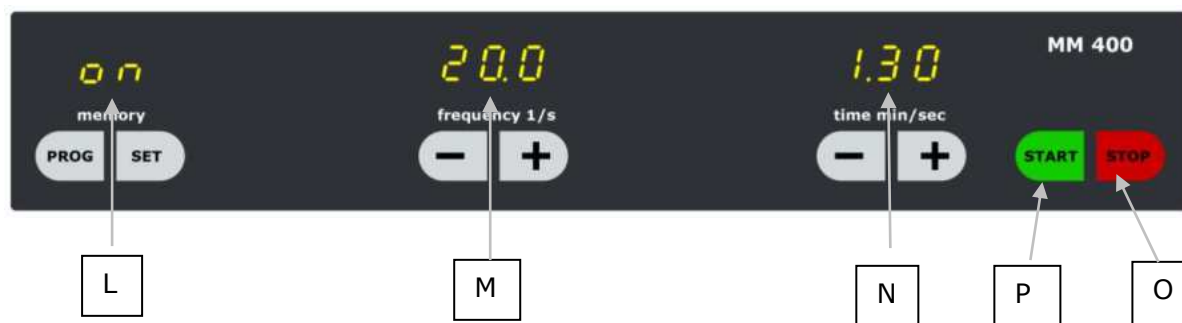 MM 400
on 20.0 1.30
memory frequency 1/s time min/sec
PROG SET − + − + START STOP
L M N P O